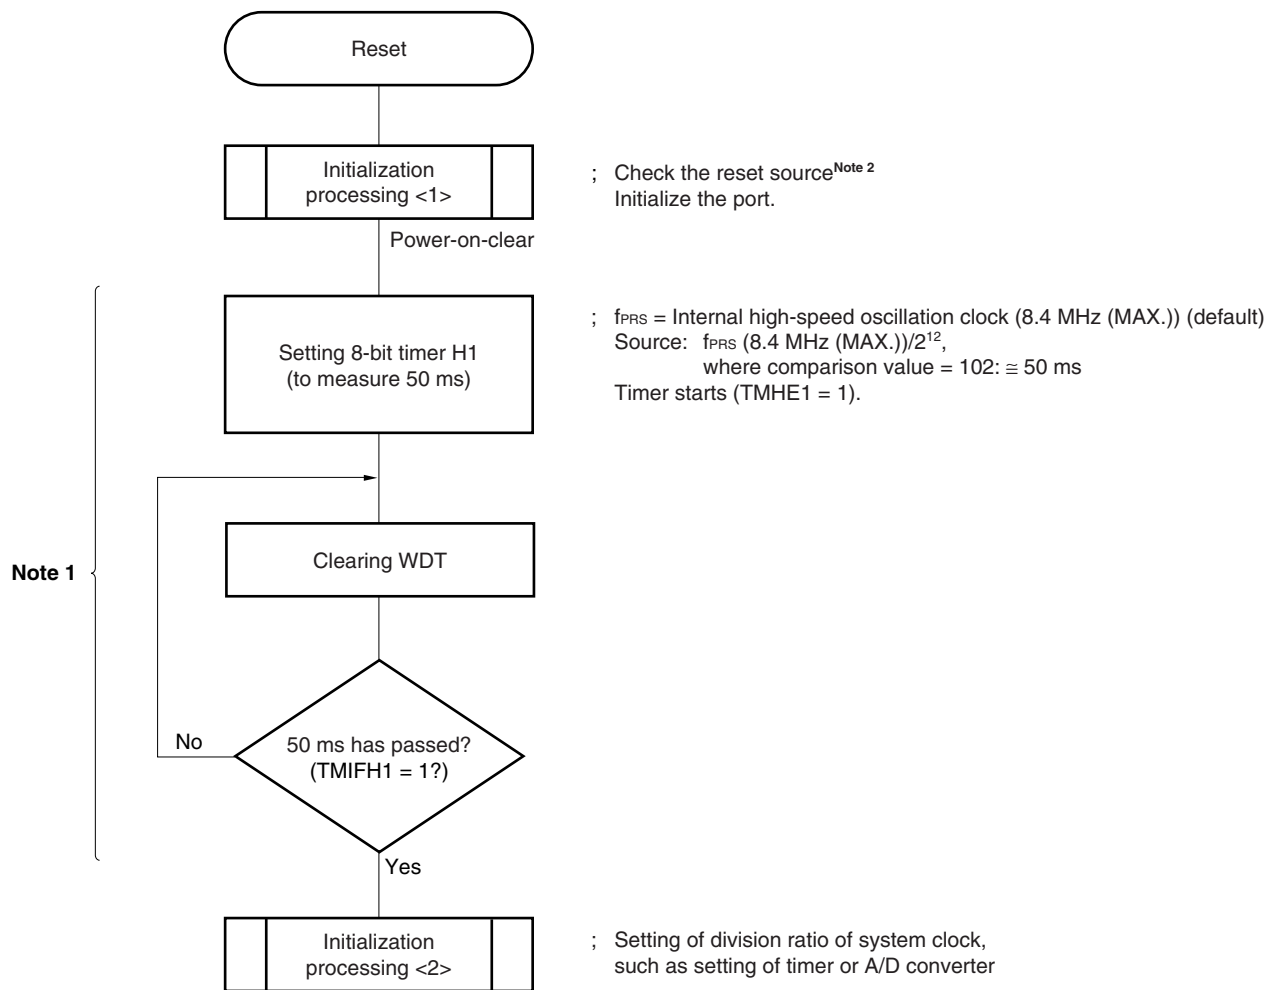 Reset
Initialization
processing <1>
; Check the reset source Note 2
Initialize the port.
Power-on-clear
Setting 8-bit timer H1
(to measure 50 ms)
; fPRS = Internal high-speed oscillation clock (8.4 MHz (MAX.)) (default)
Source: fPRS (8.4 MHz (MAX.))/2¹²,
where comparison value = 102: ≅ 50 ms
Timer starts (TMHE1 = 1).
Note 1
Clearing WDT
No
50 ms has passed?
(TMIFH1 = 1?)
Yes
Initialization
processing <2>
; Setting of division ratio of system clock,
such as setting of timer or A/D converter